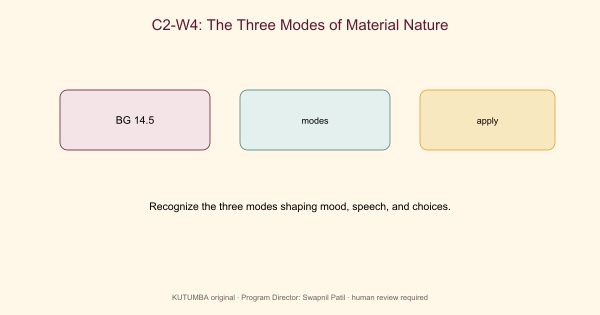 C2-W4: The Three Modes of Material Nature
BG 14.5
modes
apply
Recognize the three modes shaping mood, speech, and choices.
KUTUMBA original · Program Director: Swapnil Patil · human review required